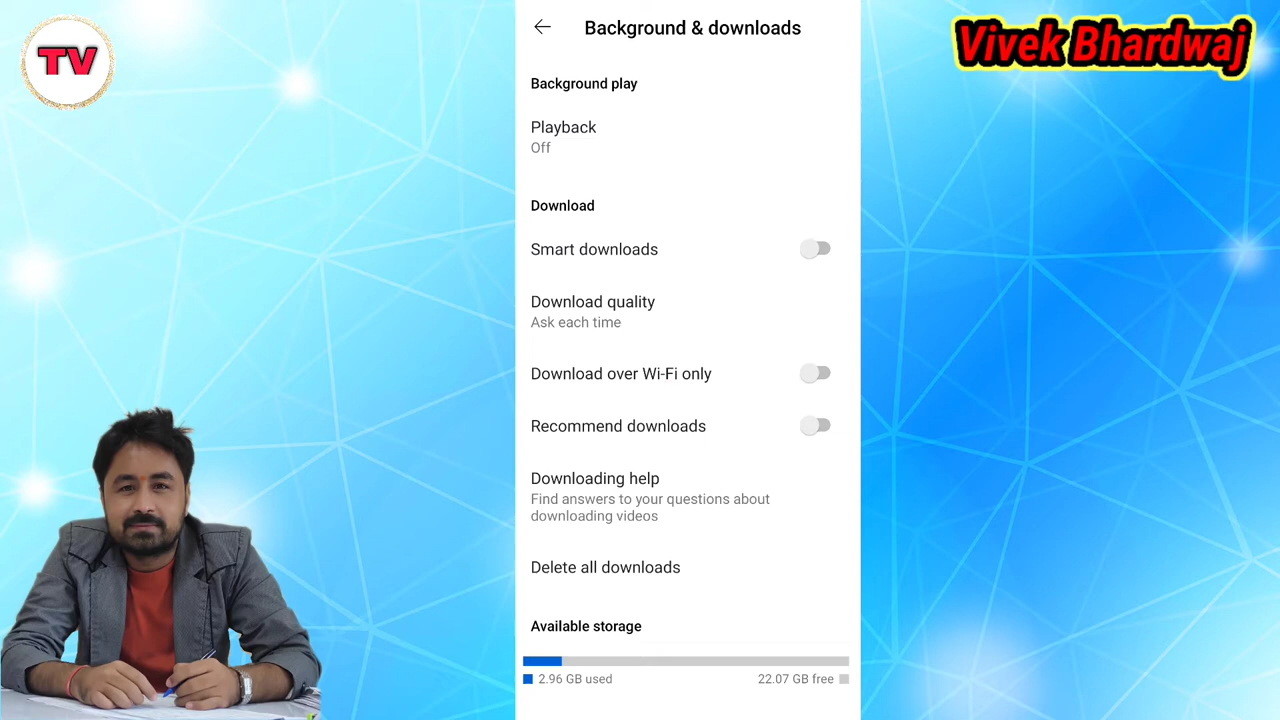 TV
Vivek Bhardwaj
Background & downloads
Background play
Playback
Off
Download
Smart downloads
Download quality
Ask each time
Download over Wi-Fi only
Recommend downloads
Downloading help
Find answers to your questions about
downloading videos
Delete all downloads
Available storage
2.96 GB used
22.07 GB free